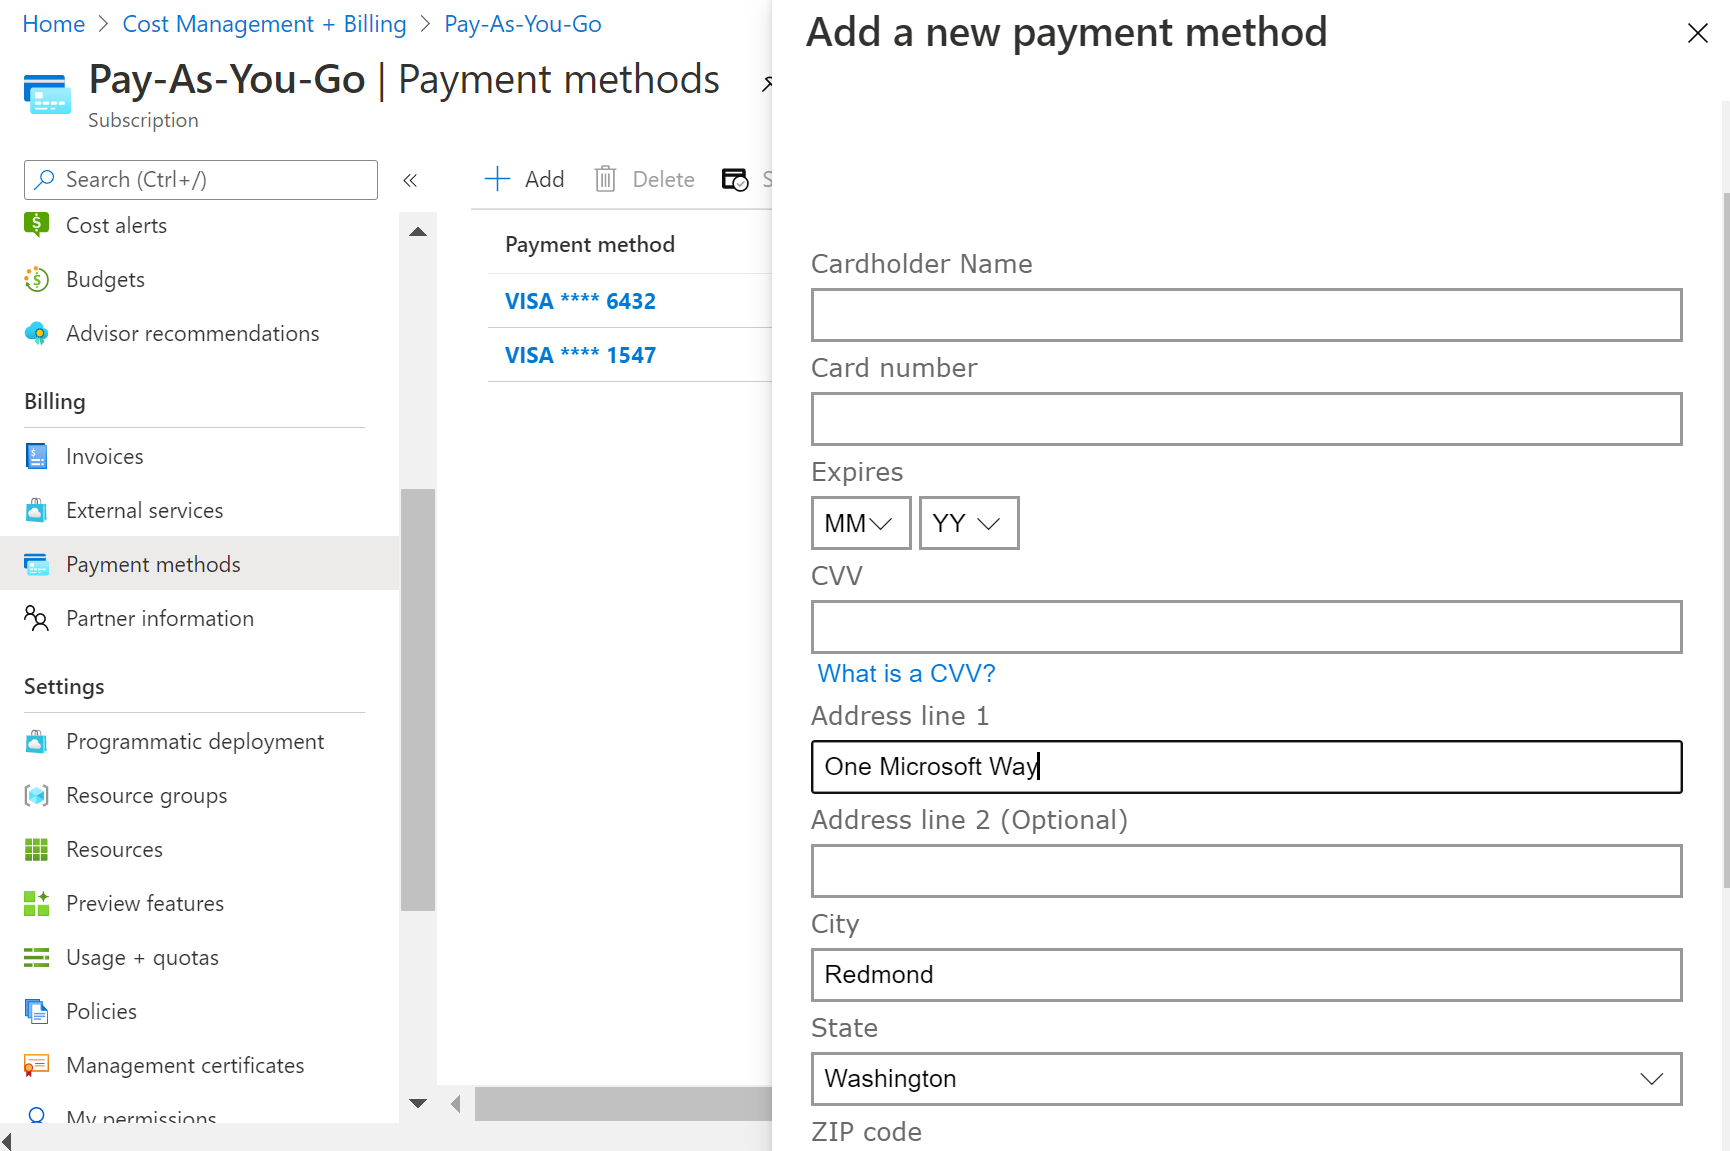 Home > Cost Management + Billing > Pay-As-You-Go
Pay-As-You-Go | Payment methods
Subscription
Search (Ctrl+/)
«
Cost alerts
Budgets
Advisor recommendations
Billing
Invoices
External services
Payment methods
Partner information
Settings
Programmatic deployment
Resource groups
Resources
Preview features
Usage + quotas
Policies
Management certificates
My permissions
Add
Delete
S
Payment method
VISA **** 6432
VISA **** 1547
Add a new payment method
Cardholder Name
Card number
Expires
MM YY
CVV
What is a CVV?
Address line 1
One Microsoft Way
Address line 2 (Optional)
City
Redmond
State
Washington
ZIP code